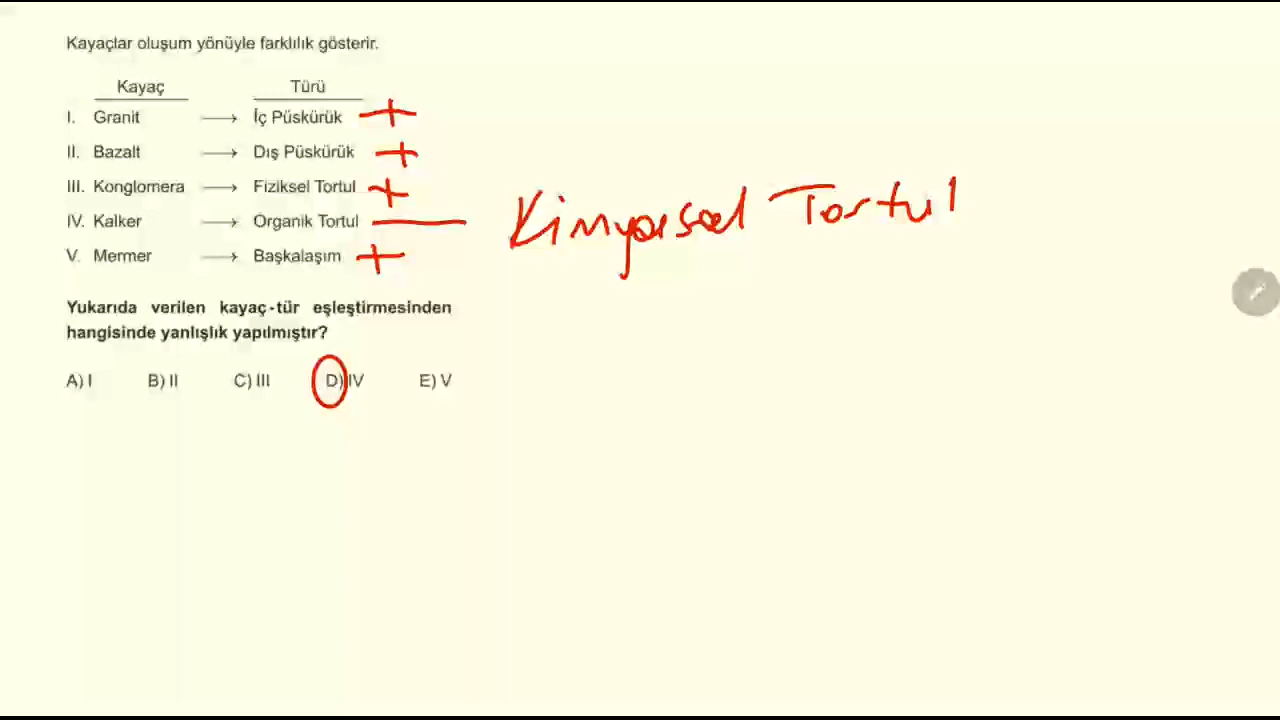 Kayaçlar oluşum yönüyle farklılık gösterir.
Kayaç Türü
I. Granit → İç Püskürük +
II. Bazalt → Dış Püskürük +
III. Konglomera → Fiziksel Tortul +
IV. Kalker → Organik Tortul — Kimyasal Tortul
V. Mermer → Başkalaşım +
Yukarıda verilen kayaç-tür eşleştirmesinden
hangisinde yanlışlık yapılmıştır?
A) I B) II C) III D) IV E) V